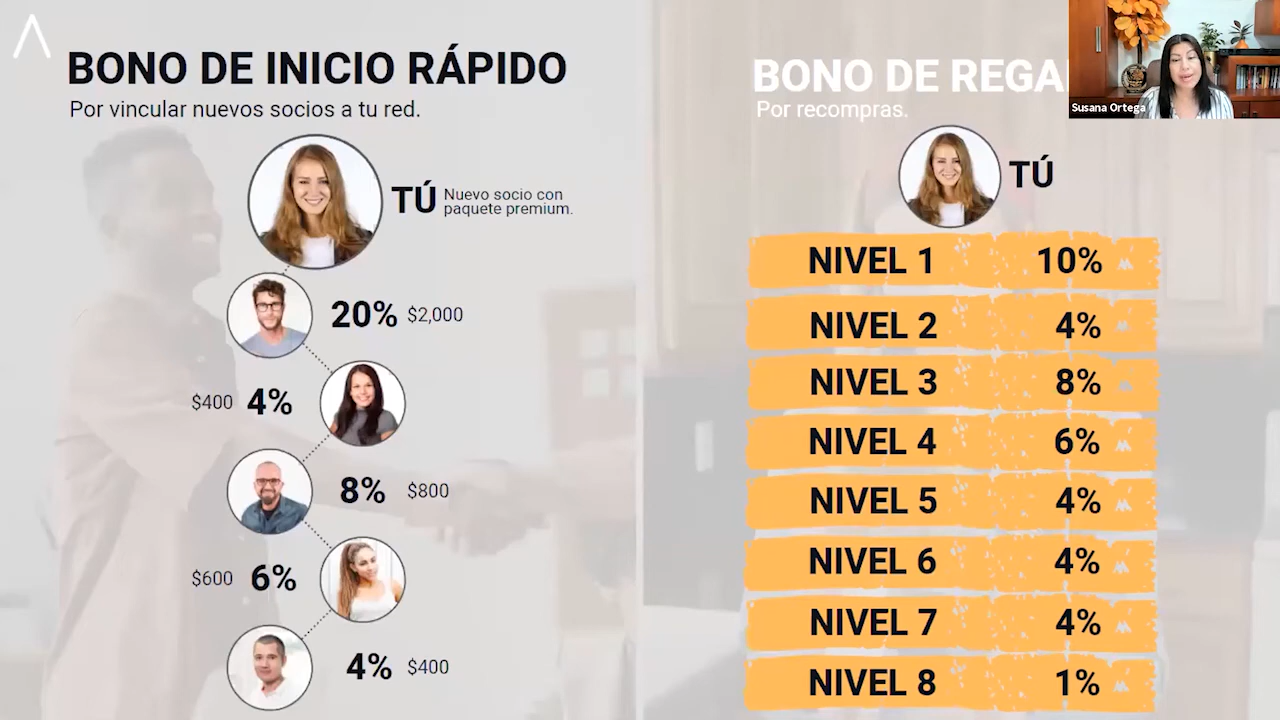 BONO DE INICIO RÁPIDO
Por vincular nuevos socios a tu red.
TÚ
Nuevo socio con
paquete premium.
20% $2,000
$400 4%
8% $800
$600 6%
4% $400
BONO DE REGA
Por recompras.
TÚ
NIVEL 1 10%
NIVEL 2 4%
NIVEL 3 8%
NIVEL 4 6%
NIVEL 5 4%
NIVEL 6 4%
NIVEL 7 4%
NIVEL 8 1%
Susana Ortega